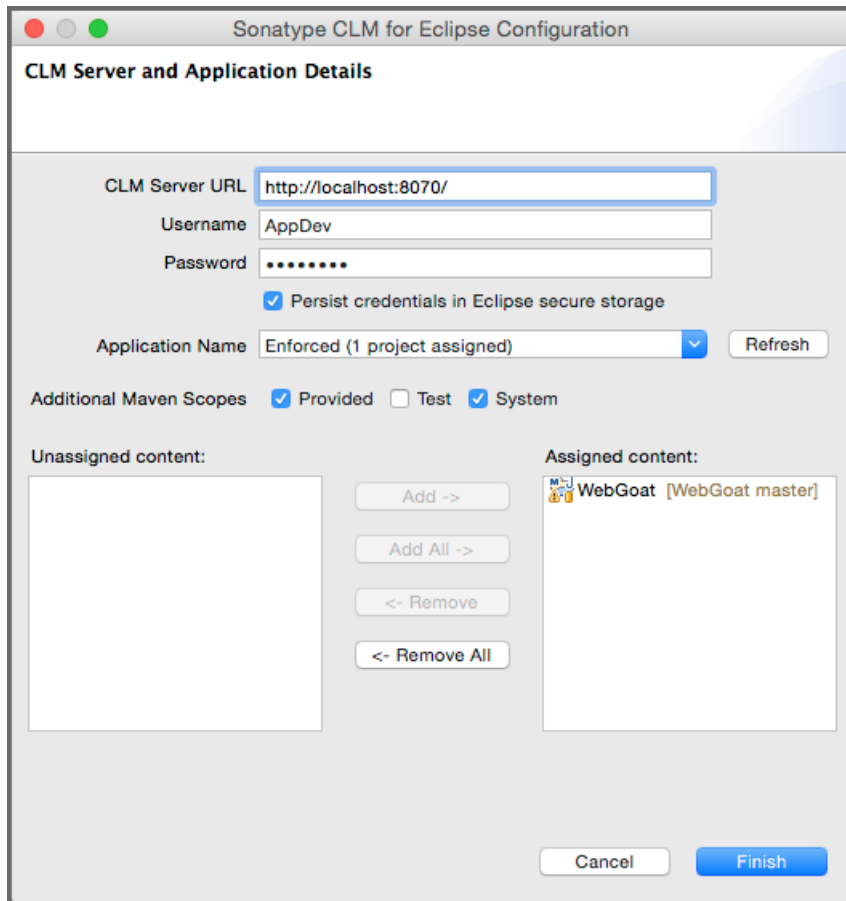 Sonatype CLM for Eclipse Configuration
CLM Server and Application Details
CLM Server URL http://localhost:8070/
Username AppDev
Password ••••••••
Persist credentials in Eclipse secure storage
Application Name Enforced (1 project assigned) Refresh
Additional Maven Scopes Provided Test System
Unassigned content: Assigned content:
Add -> WebGoat [WebGoat master]
Add All ->
<- Remove
<- Remove All
Cancel Finish